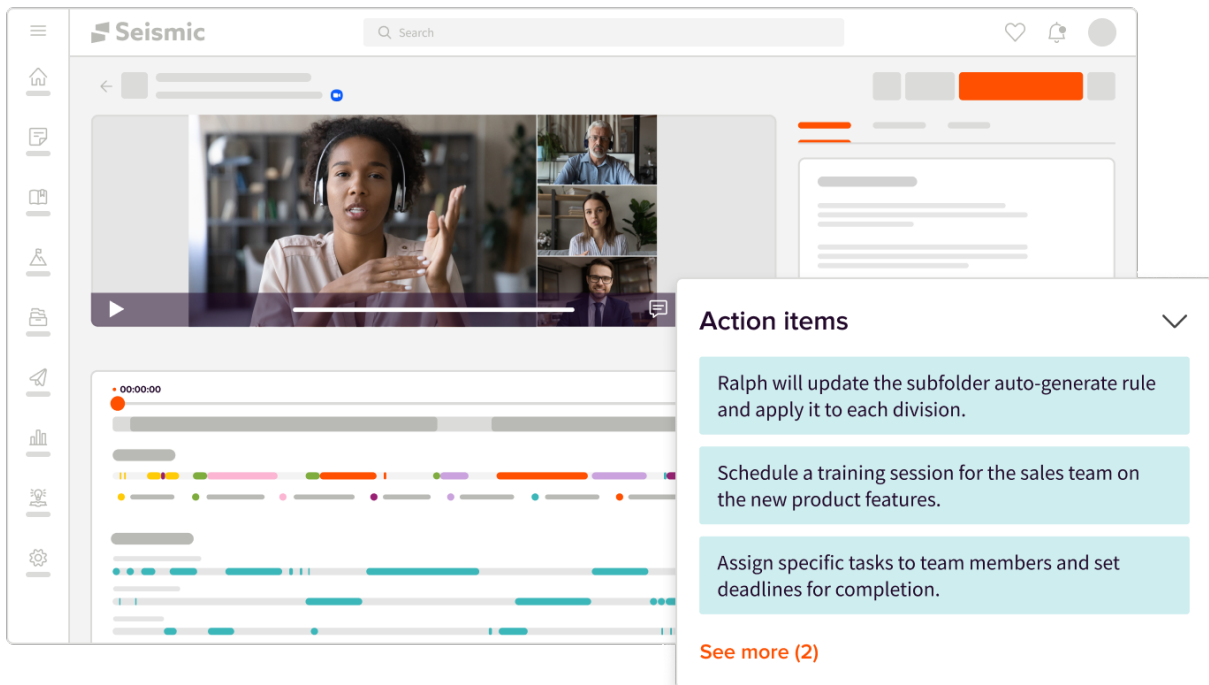 Seismic
Search
00:00:00
Action items
Ralph will update the subfolder auto-generate rule
and apply it to each division.
Schedule a training session for the sales team on
the new product features.
Assign specific tasks to team members and set
deadlines for completion.
See more (2)